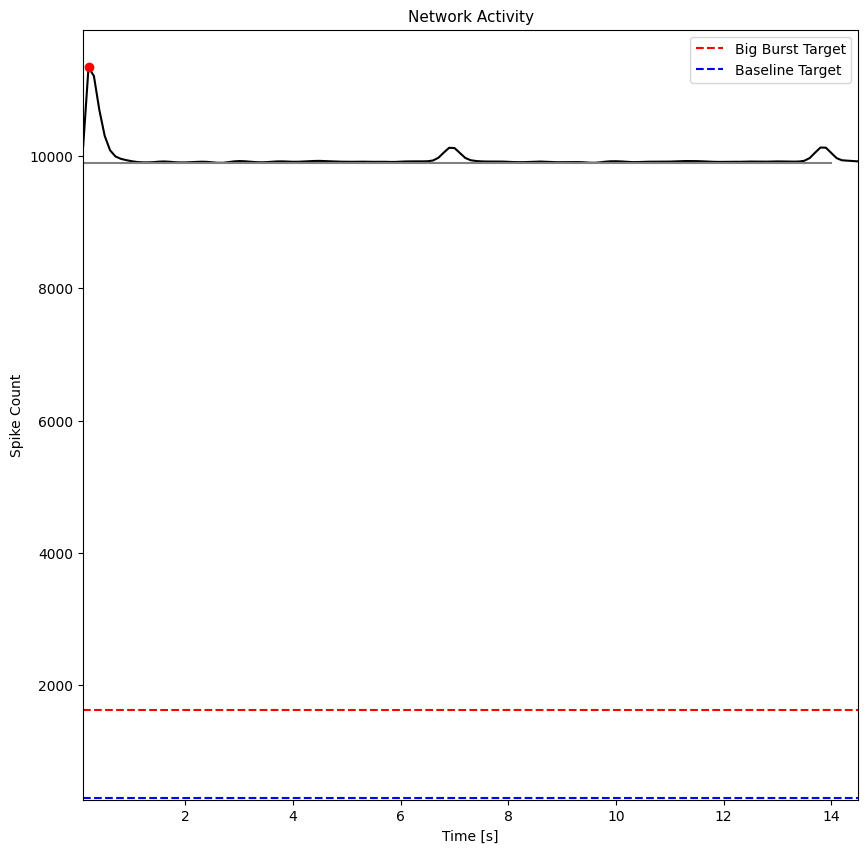 Network Activity
Big Burst Target
Baseline Target
10000
8000
6000
4000
2000
Spike Count
2 4 6 8 10 12 14
Time [s]